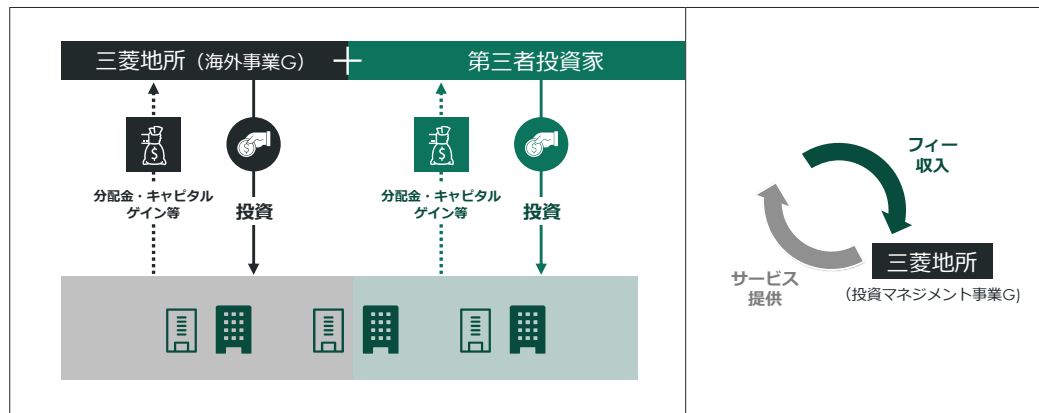 三菱地所（海外事業G）
＋
第三者投資家
分配金・キャピタル
ゲイン等
投資
分配金・キャピタル
ゲイン等
投資
フィー
収入
サービス
提供
三菱地所
（投資マネジメント事業G)